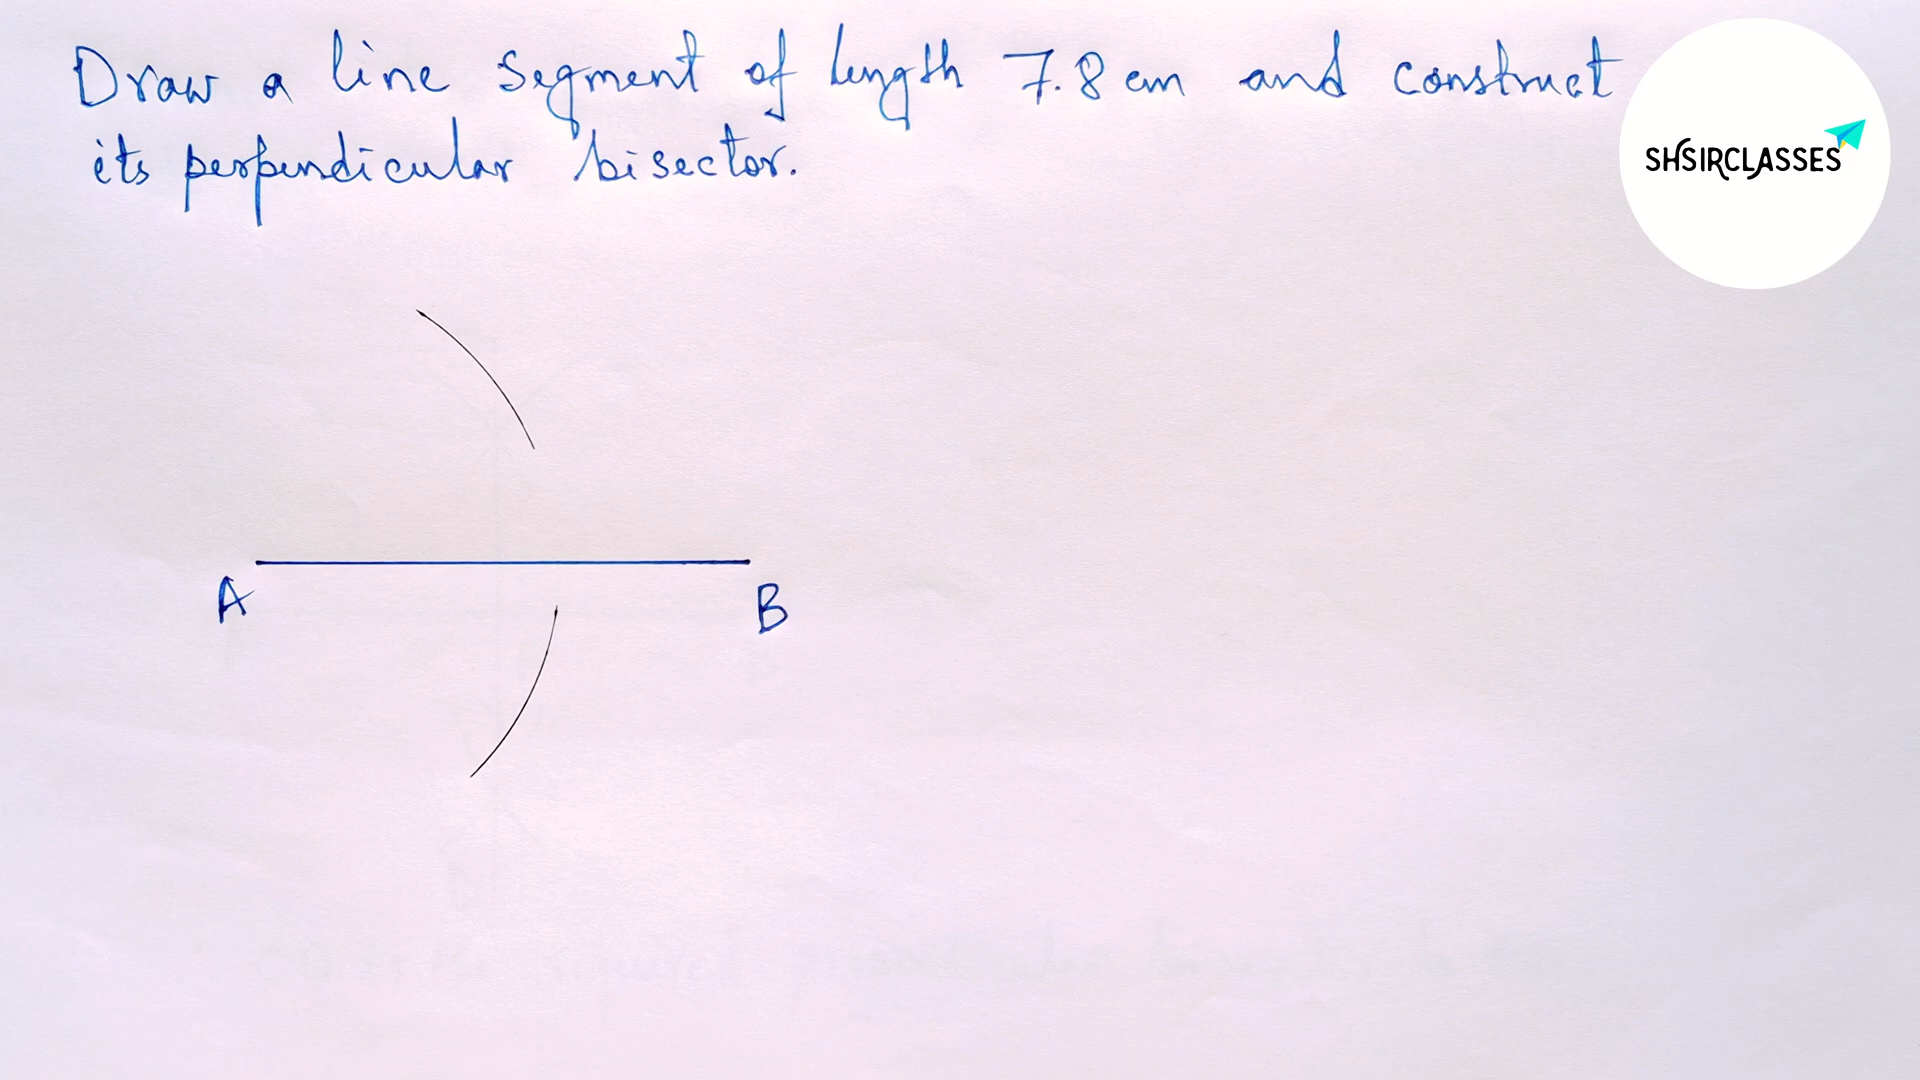 Draw a line segment of length 7.8 cm and construct
its perpendicular bisector.
SHSIRCLASSES
A
B